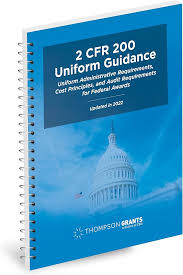 2 CFR 200
Uniform Guidance
Uniform Administrative Requirements,
Cost Principles, and Audit Requirements
for Federal Awards
Updated in 2022
THOMPSON GRANTS